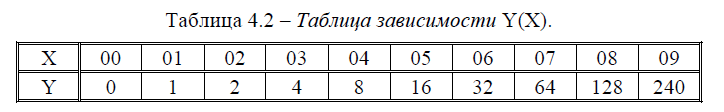 Таблица 4.2 – Таблица зависимости Y(X).
X 00 01 02 03 04 05 06 07 08 09
Y 0 1 2 4 8 16 32 64 128 240